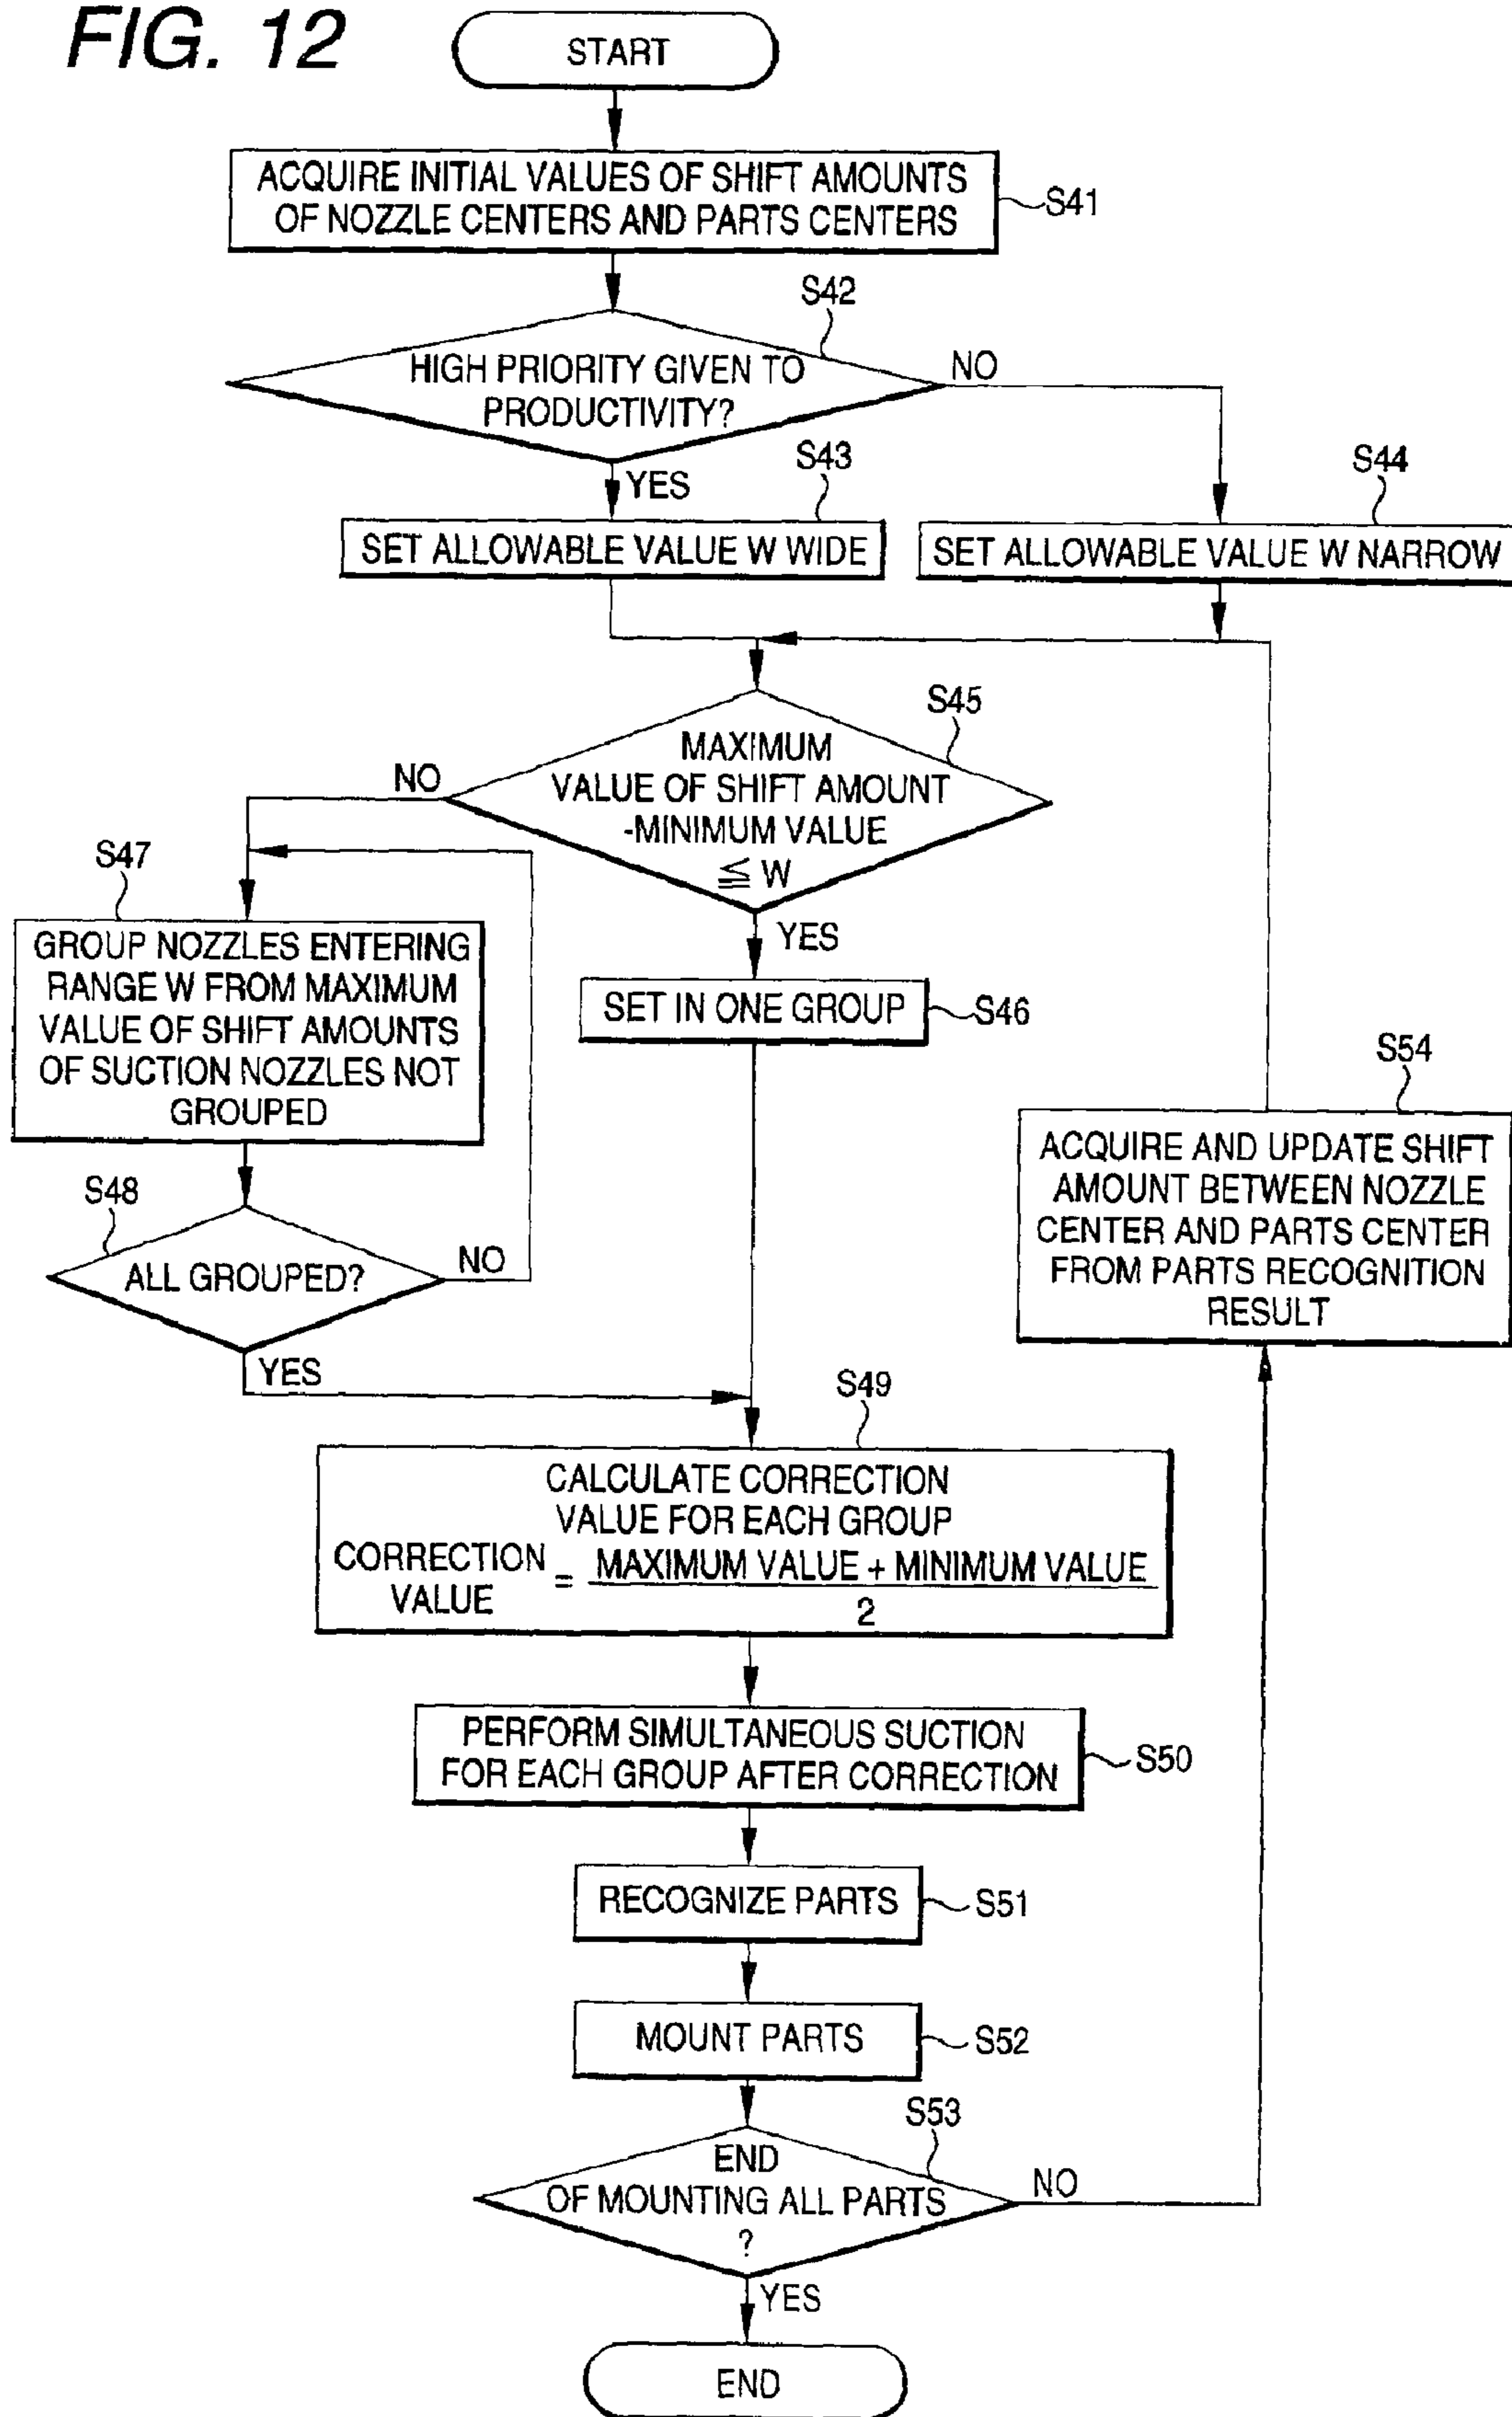 FIG. 12
START
ACQUIRE INITIAL VALUES OF SHIFT AMOUNTS
OF NOZZLE CENTERS AND PARTS CENTERS
S41
S42
HIGH PRIORITY GIVEN TO
PRODUCTIVITY?
NO
YES
S43
SET ALLOWABLE VALUE W WIDE
S44
SET ALLOWABLE VALUE W NARROW
S45
MAXIMUM
VALUE OF SHIFT AMOUNT
-MINIMUM VALUE
≦ W
NO
YES
S47
GROUP NOZZLES ENTERING
RANGE W FROM MAXIMUM
VALUE OF SHIFT AMOUNTS
OF SUCTION NOZZLES NOT
GROUPED
SET IN ONE GROUP
S46
S48
ALL GROUPED?
NO
YES
S54
ACQUIRE AND UPDATE SHIFT
AMOUNT BETWEEN NOZZLE
CENTER AND PARTS CENTER
FROM PARTS RECOGNITION
RESULT
S49
CALCULATE CORRECTION
VALUE FOR EACH GROUP
CORRECTION
VALUE
= MAXIMUM VALUE + MINIMUM VALUE
2
PERFORM SIMULTANEOUS SUCTION
FOR EACH GROUP AFTER CORRECTION
S50
RECOGNIZE PARTS
S51
MOUNT PARTS
S52
S53
END
OF MOUNTING ALL PARTS
?
NO
YES
END